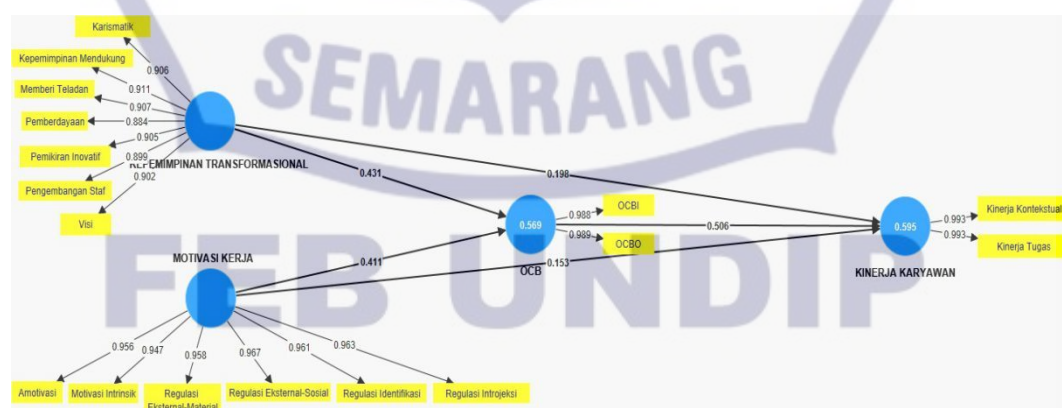 SEMARANG
FEB UNDIP
Karismatik
Kepemimpinan Mendukung
Memberi Teladan
Pemberdayaan
Pemikiran Inovatif
Pengembangan Staf
Visi
0.906
0.911
0.907
0.884
0.905
0.899
0.902
KEPEMIMPINAN TRANSFORMASIONAL
0.431
0.198
MOTIVASI KERJA
0.411
0.153
0.569
OCB
0.988
OCBI
0.989
OCBO
0.506
0.595
KINERJA KARYAWAN
0.993
Kinerja Kontekstual
0.993
Kinerja Tugas
0.956
0.947
0.958
0.967
0.961
0.963
Amotivasi
Motivasi Intrinsik
Regulasi
Eksternal-Material
Regulasi Eksternal-Sosial
Regulasi Identifikasi
Regulasi Introjeksi